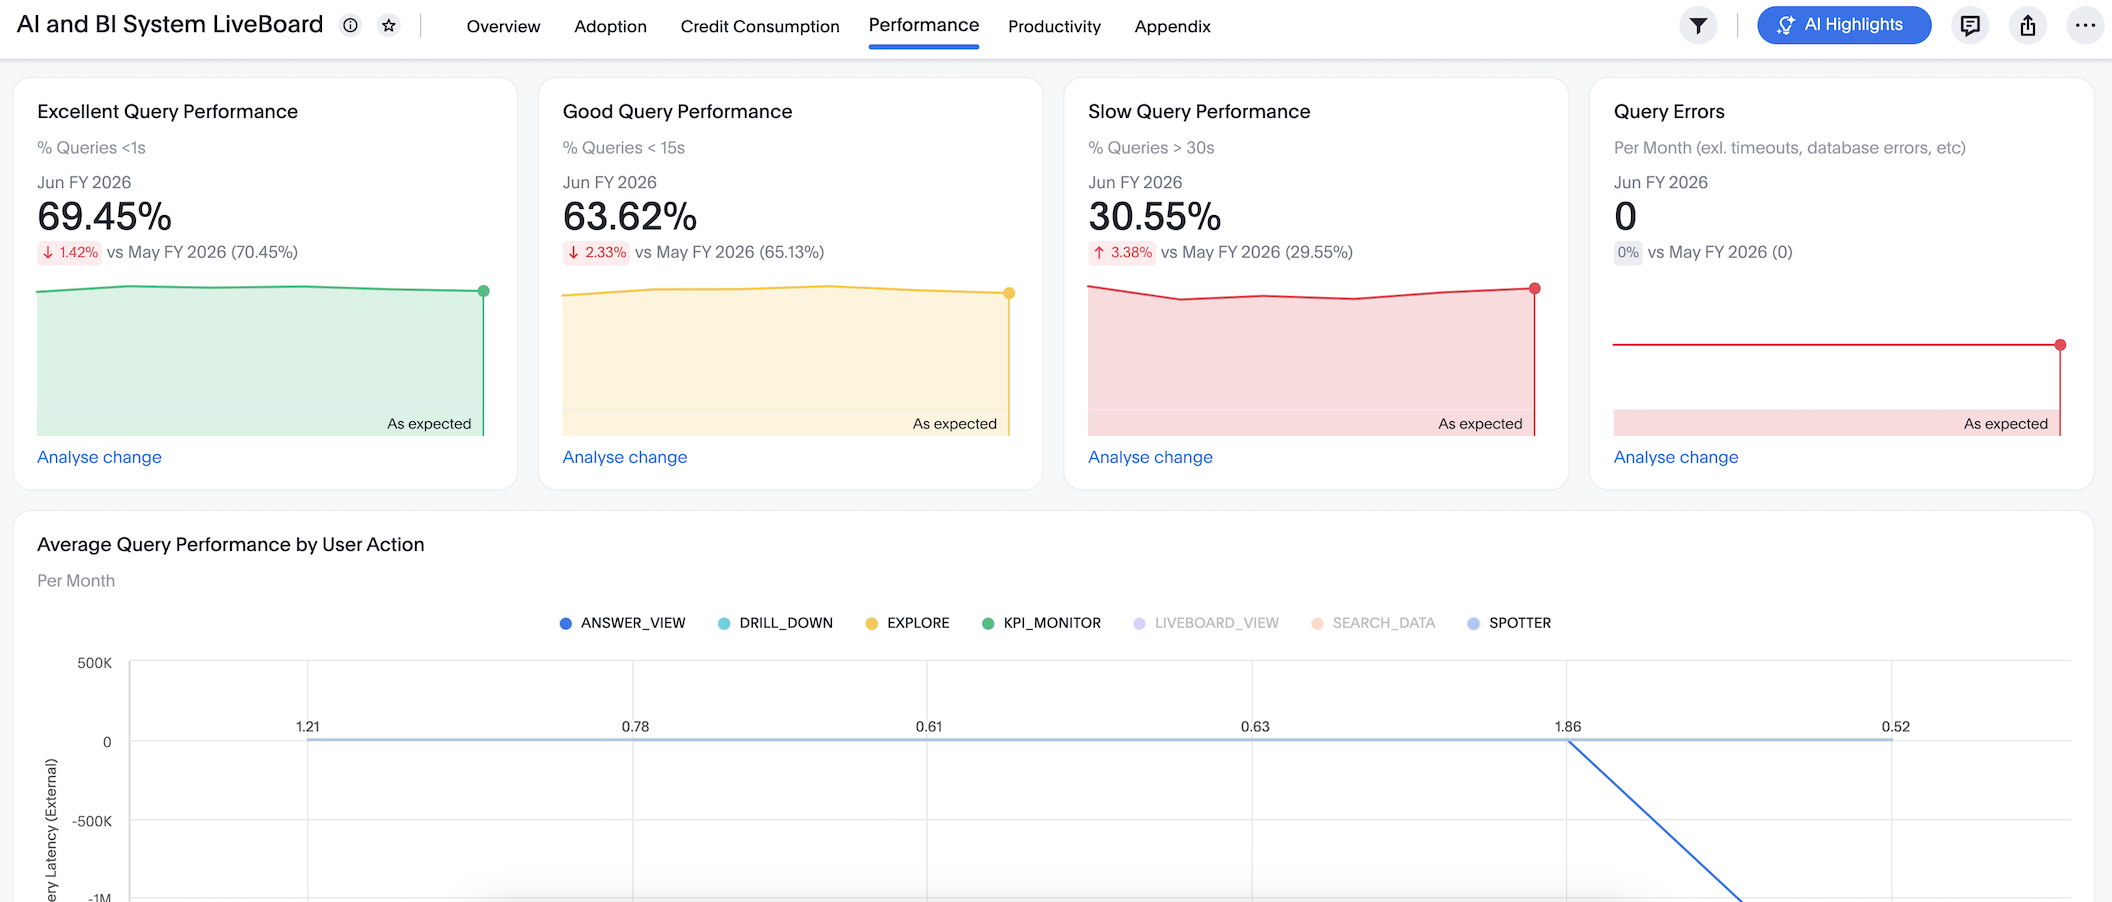 AI and BI System LiveBoard
Overview
Adoption
Credit Consumption
Performance
Productivity
Appendix
AI Highlights
Excellent Query Performance
% Queries <1s
Jun FY 2026
69.45%
↓ 1.42% vs May FY 2026 (70.45%)
As expected
Analyse change
Good Query Performance
% Queries < 15s
Jun FY 2026
63.62%
↓ 2.33% vs May FY 2026 (65.13%)
As expected
Analyse change
Slow Query Performance
% Queries > 30s
Jun FY 2026
30.55%
↑ 3.38% vs May FY 2026 (29.55%)
As expected
Analyse change
Query Errors
Per Month (exl. timeouts, database errors, etc)
Jun FY 2026
0
0% vs May FY 2026 (0)
As expected
Analyse change
Average Query Performance by User Action
Per Month
ANSWER_VIEW
DRILL_DOWN
EXPLORE
KPI_MONITOR
LIVEBOARD_VIEW
SEARCH_DATA
SPOTTER
500K
0
-500K
-1M
ery Latency (External)
1.21
0.78
0.61
0.63
1.86
0.52